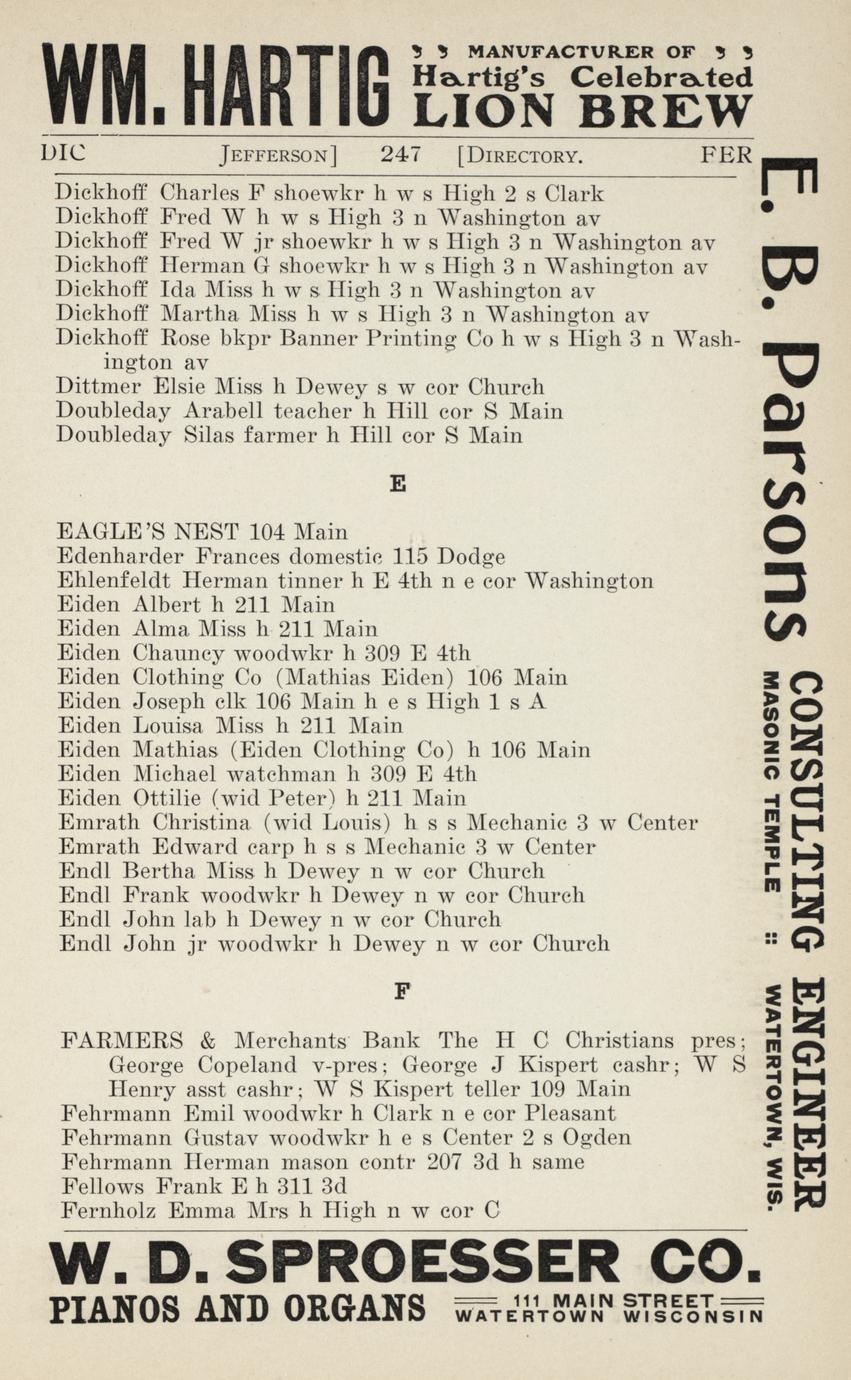 WM. HARTIG
MANUFACTURER OF
Hartig's Celebrated
LION BREW
DIC JEFFERSON] 247 [DIRECTORY. FER
Dickhoff Charles F shoewkr h w s High 2 s Clark
Dickhoff Fred W h w s High 3 n Washington av
Dickhoff Fred W jr shoewkr h w s High 3 n Washington av
Dickhoff Herman G shoewkr h w s High 3 n Washington av
Dickhoff Ida Miss h w s High 3 n Washington av
Dickhoff Martha Miss h w s High 3 n Washington av
Dickhoff Rose bkpr Banner Printing Co h w s High 3 n Wash-
ington av
Dittmer Elsie Miss h Dewey s w cor Church
Doubleday Arabell teacher h Hill cor S Main
Doubleday Silas farmer h Hill cor S Main
E
EAGLE'S NEST 104 Main
Edenharder Frances domestic 115 Dodge
Ehlenfeldt Herman tinner h E 4th n e cor Washington
Eiden Albert h 211 Main
Eiden Alma Miss h 211 Main
Eiden Chauncy woodwkr h 309 E 4th
Eiden Clothing Co (Mathias Eiden) 106 Main
Eiden Joseph clk 106 Main h e s High 1 s A
Eiden Louisa Miss h 211 Main
Eiden Mathias (Eiden Clothing Co) h 106 Main
Eiden Michael watchman h 309 E 4th
Eiden Ottilie (wid Peter) h 211 Main
Emrath Christina (wid Louis) h s s Mechanic 3 w Center
Emrath Edward carp h s s Mechanic 3 w Center
Endl Bertha Miss h Dewey n w cor Church
Endl Frank woodwkr h Dewey n w cor Church
Endl John lab h Dewey n w cor Church
Endl John jr woodwkr h Dewey n w cor Church
F
FARMERS & Merchants Bank The H C Christians pres;
George Copeland v-pres; George J Kispert cashr; W S
Henry asst cashr; W S Kispert teller 109 Main
Fehrmann Emil woodwkr h Clark n e cor Pleasant
Fehrmann Gustav woodwkr h e s Center 2 s Ogden
Fehrmann Herman mason contr 207 3d h same
Fellows Frank E h 311 3d
Fernholz Emma Mrs h High n w cor C
E. B. Parsons
CONSULTING ENGINEER
MASONIC TEMPLE :: WATERTOWN, WIS.
W. D. SPROESSER CO.
PIANOS AND ORGANS
111 MAIN STREET
WATERTOWN WISCONSIN